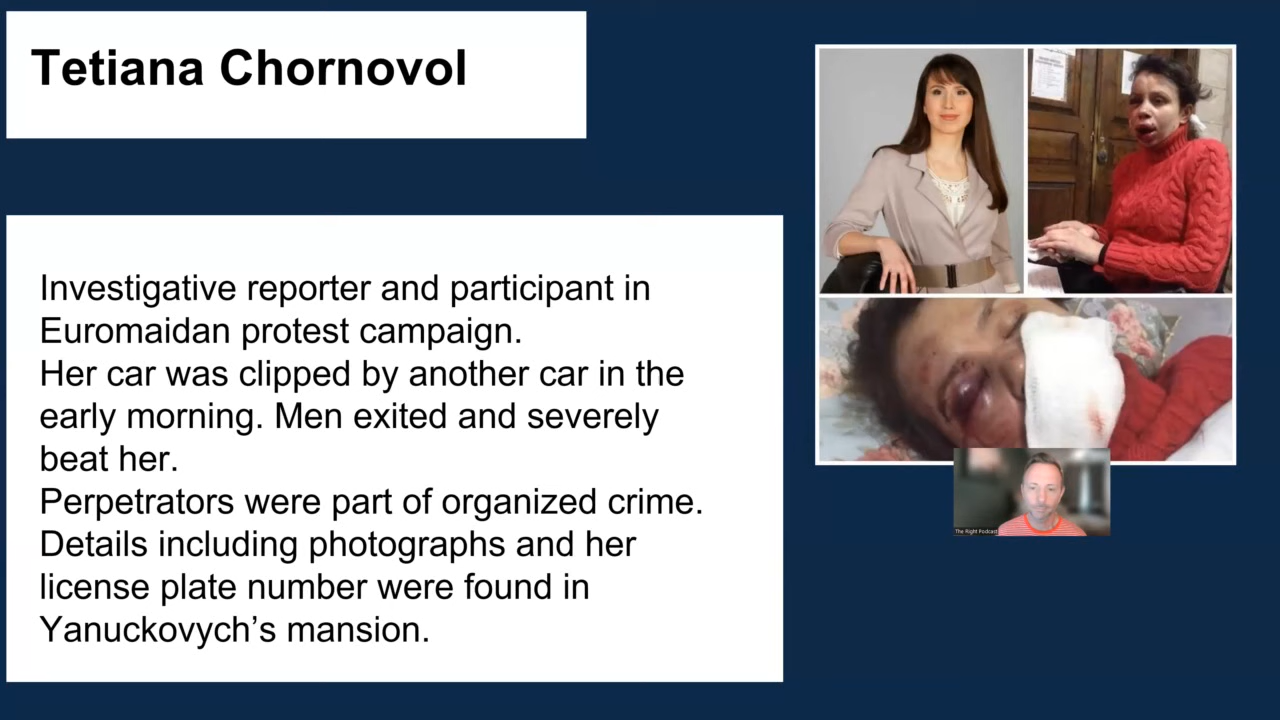 Tetiana Chornovol
Investigative reporter and participant in
Euromaidan protest campaign.
Her car was clipped by another car in the
early morning. Men exited and severely
beat her.
Perpetrators were part of organized crime.
Details including photographs and her
license plate number were found in
Yanuckovych’s mansion.
The Right Podcast